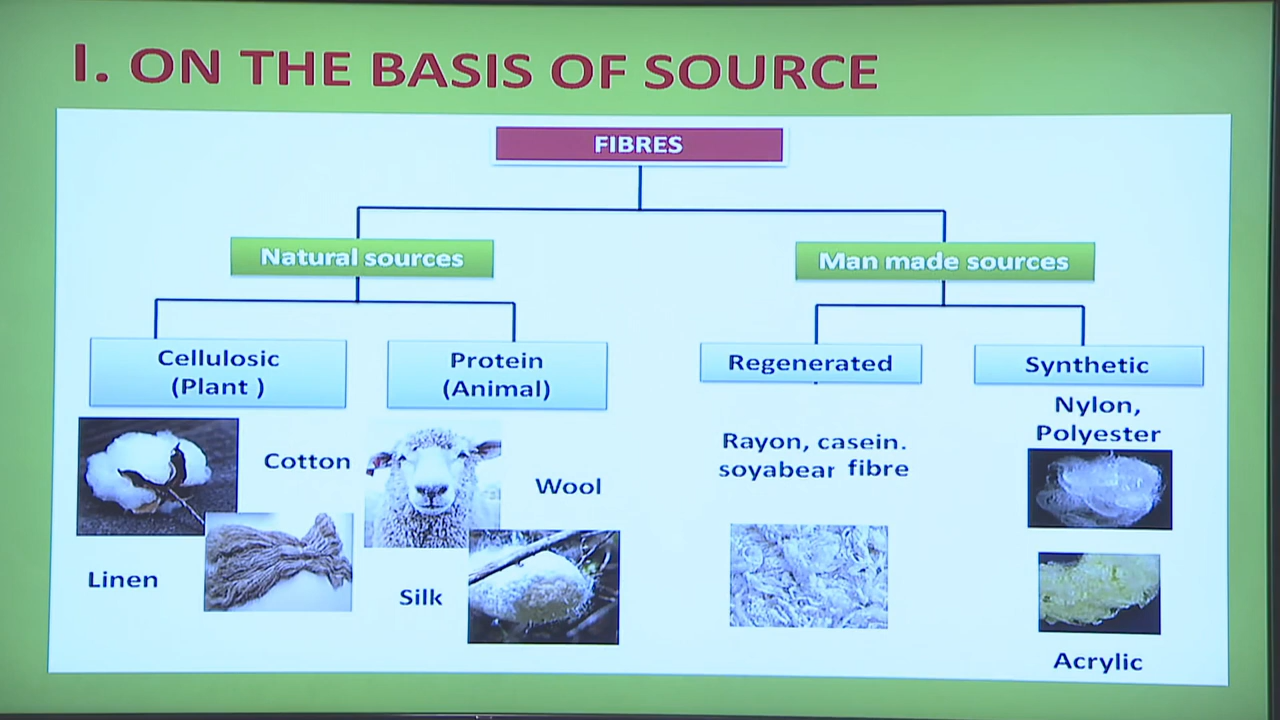 I. ON THE BASIS OF SOURCE
FIBRES
Natural sources
Man made sources
Cellulosic
(Plant )
Protein
(Animal)
Regenerated
Synthetic
Cotton
Linen
Wool
Silk
Rayon, casein.
soyabear fibre
Nylon,
Polyester
Acrylic